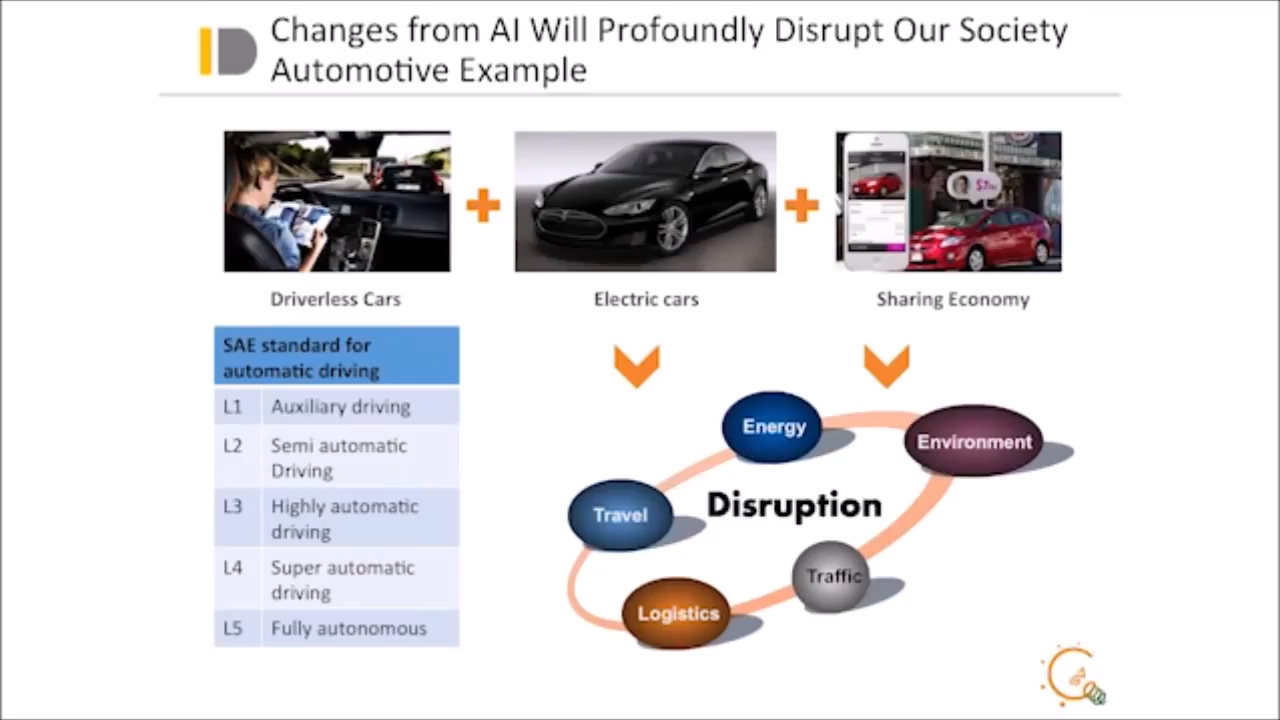 Changes from AI Will Profoundly Disrupt Our Society
Automotive Example
Driverless Cars
Electric cars
Sharing Economy
SAE standard for
automatic driving
L1 Auxiliary driving
L2 Semi automatic
Driving
L3 Highly automatic
driving
L4 Super automatic
driving
L5 Fully autonomous
Energy
Environment
Travel
Disruption
Traffic
Logistics